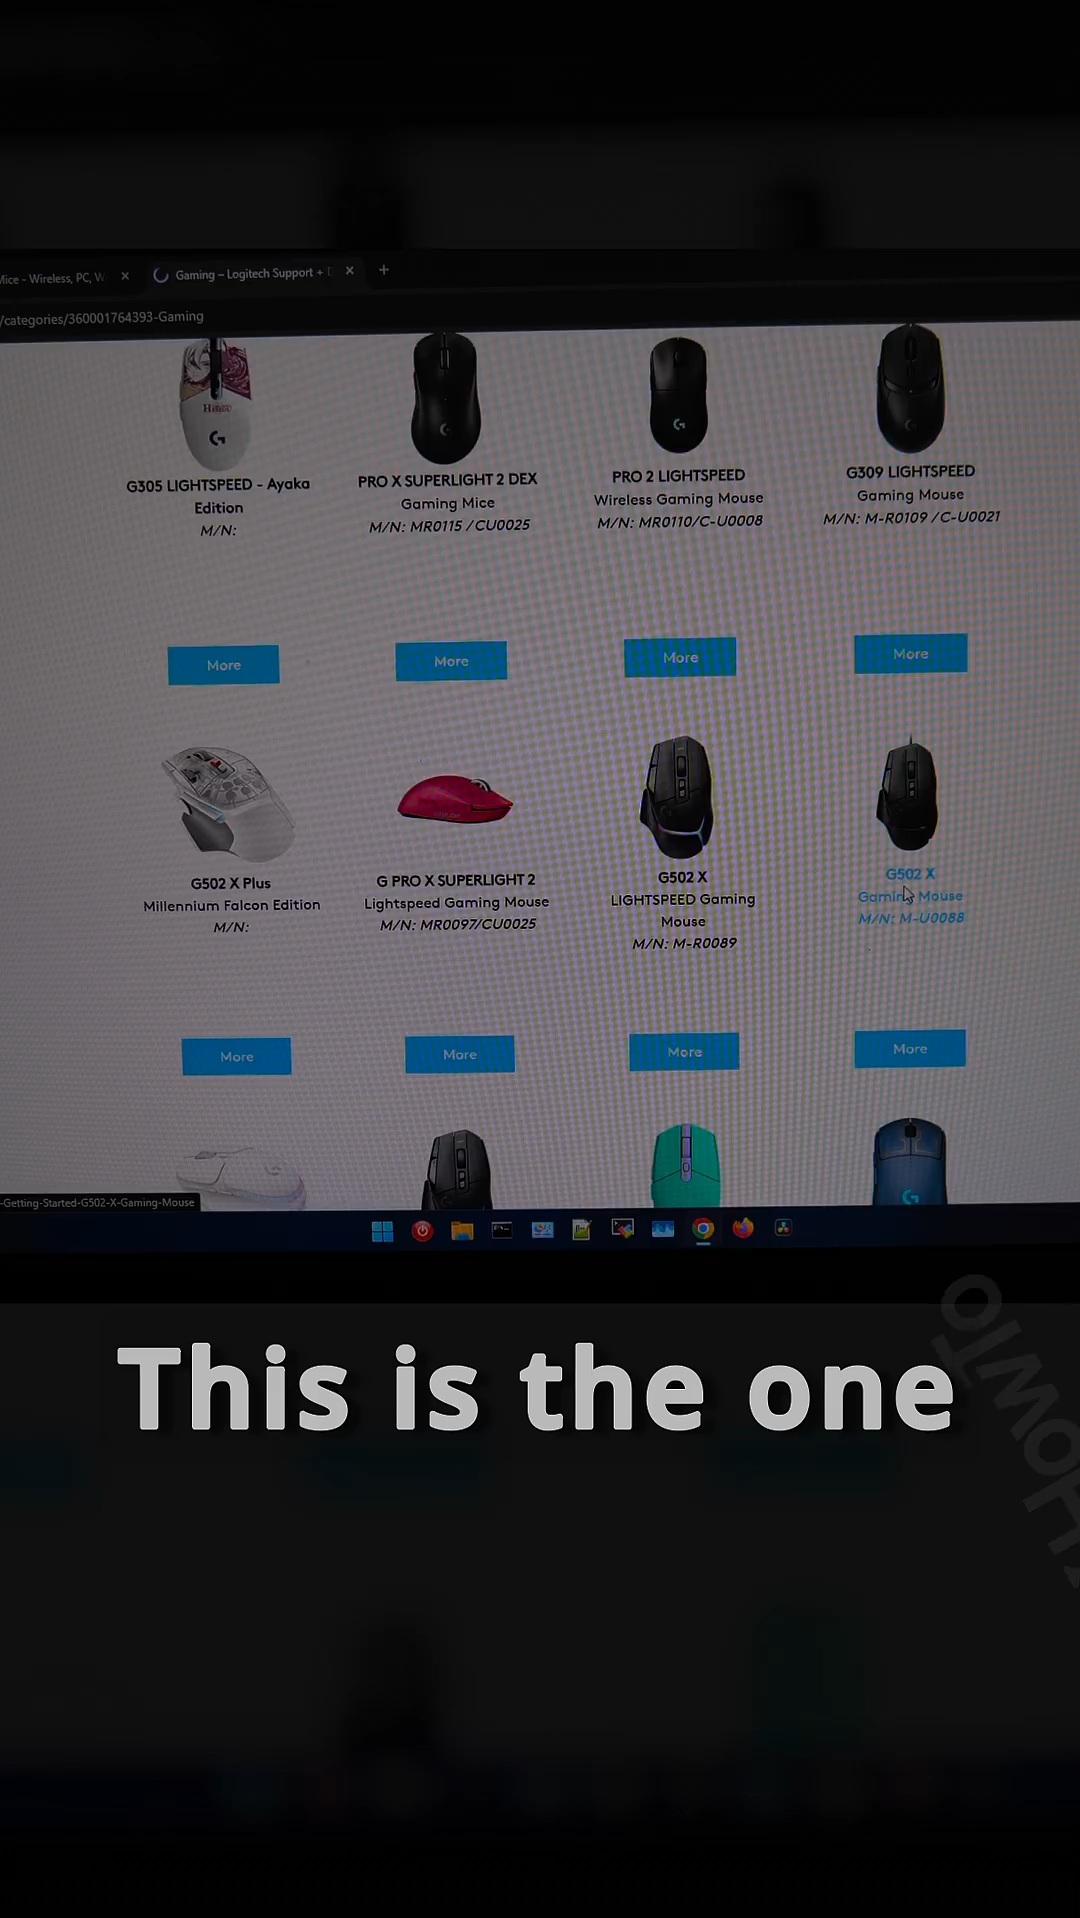 Mice - Wireless, PC, W
Gaming – Logitech Support +
/categories/360001764393-Gaming
G305 LIGHTSPEED - Ayaka
Edition
M/N:
PRO X SUPERLIGHT 2 DEX
Gaming Mice
M/N: MR0115 / CU0025
PRO 2 LIGHTSPEED
Wireless Gaming Mouse
M/N: MR0110/C-U0008
G309 LIGHTSPEED
Gaming Mouse
M/N: M-R0109 /C-U0021
More
More
More
More
G502 X Plus
Millennium Falcon Edition
M/N:
G PRO X SUPERLIGHT 2
Lightspeed Gaming Mouse
M/N: MR0097/CU0025
G502 X
LIGHTSPEED Gaming
Mouse
M/N: M-R0089
G502 X
Gaming Mouse
M/N: M-U0088
More
More
More
More
-Getting-Started-G502-X-Gaming-Mouse
This is the one
HOWTO